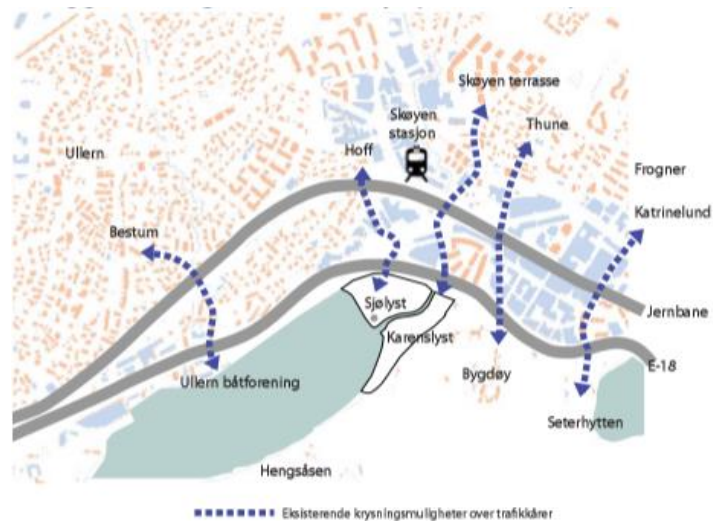 Skøyen terrasse
Skøyen
stasjon
Thune
Hoff
Ullern
Frogner
Katrinelund
Bestum
Sjølyst
Jernbane
Karenslyst
E-18
Bygdøy
Ullern båtforening
Seterhytten
Hengsåsen
Eksisterende krysningsmuligheter over trafikkårer